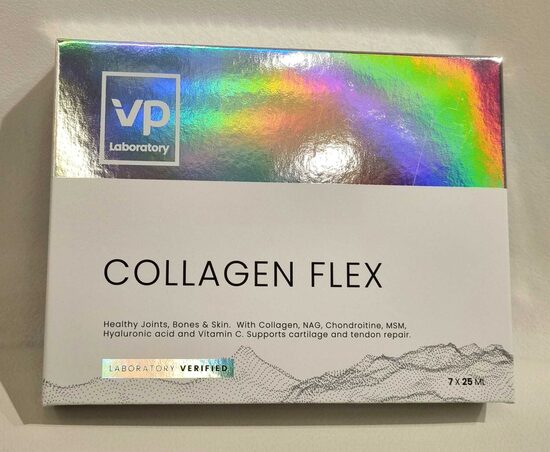 VP
Laboratory
COLLAGEN FLEX
Healthy Joints, Bones & Skin. With Collagen, NAG, Chondroitine, MSM,
Hyaluronic acid and Vitamin C. Supports cartilage and tendon repair.
LABORATORY VERIFIED
7 X 25 ML